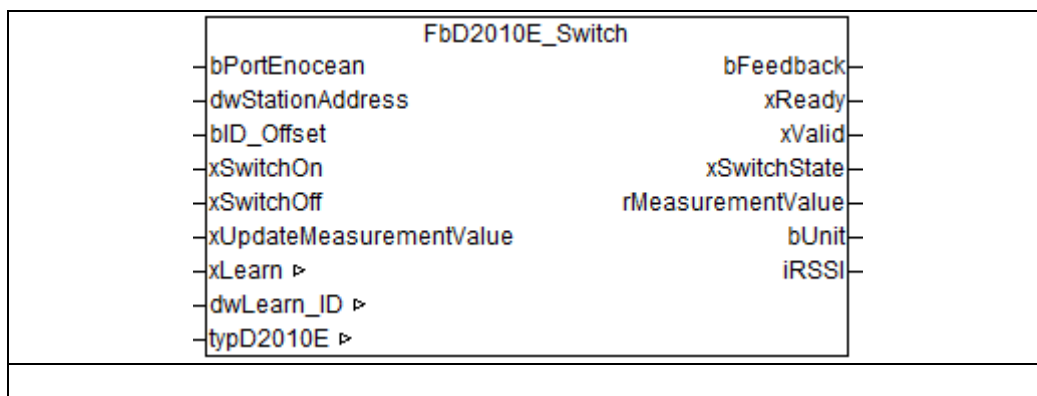 FbD2010E_Switch
bPortEnocean bFeedback
dwStationAddress xReady
bID_Offset xValid
xSwitchOn xSwitchState
xSwitchOff rMeasurementValue
xUpdateMeasurementValue bUnit
xLearn ▹ iRSSI
dwLearn_ID ▹
typD2010E ▹